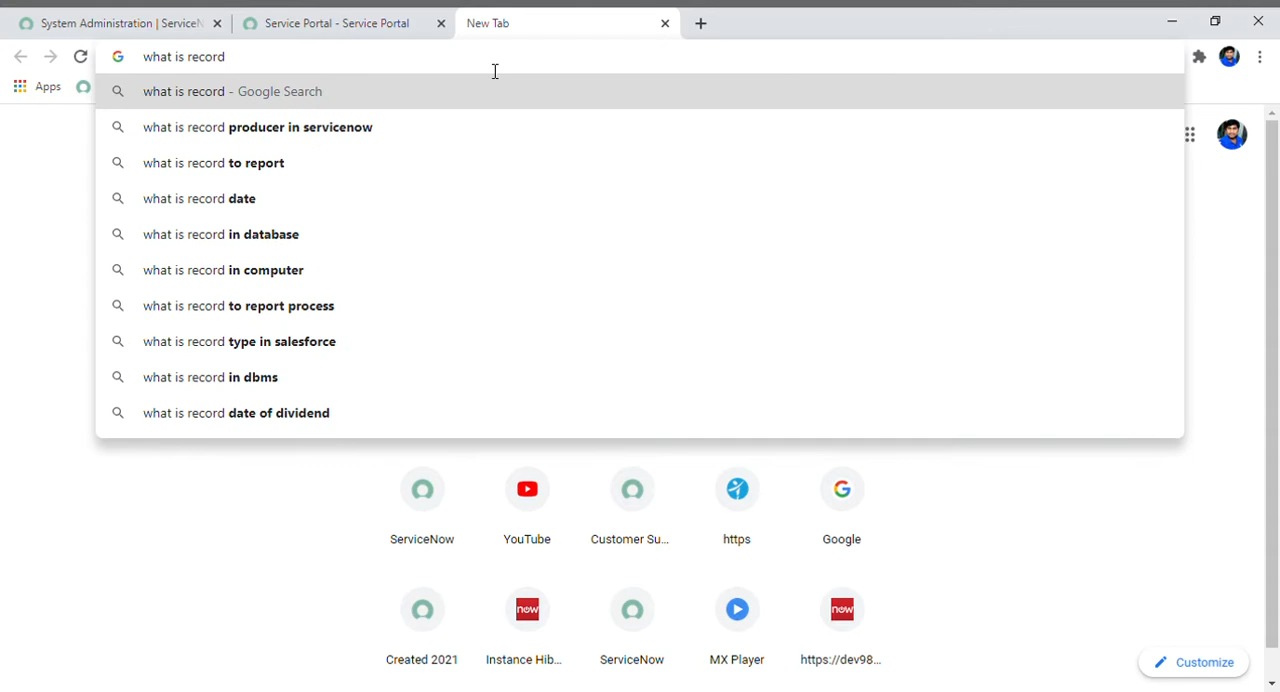 System Administration | ServiceN
Service Portal - Service Portal
New Tab
what is record
Apps
what is record - Google Search
what is record producer in servicenow
what is record to report
what is record date
what is record in database
what is record in computer
what is record to report process
what is record type in salesforce
what is record in dbms
what is record date of dividend
ServiceNow
YouTube
Customer Su...
https
Google
now
now
Created 2021
Instance Hib...
ServiceNow
MX Player
https://dev98...
Customize